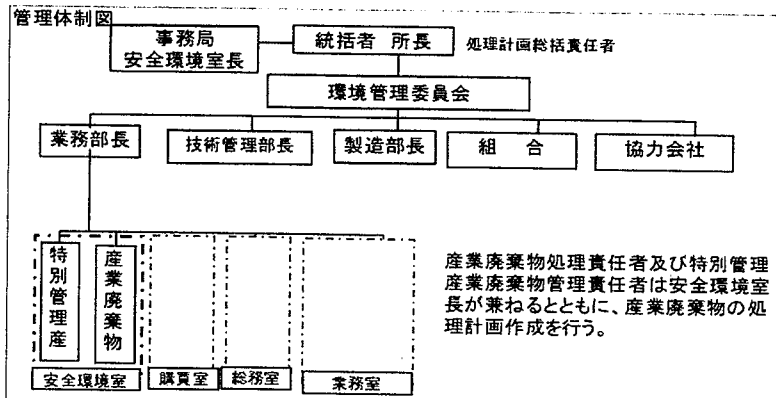 管理体制図
事務局
安全環境室長
統括者 所長
処理計画総括責任者
環境管理委員会
業務部長
技術管理部長
製造部長
組 合
協力会社
特別管理産
産業廃棄物
産業廃棄物処理責任者及び特別管理
産業廃棄物管理責任者は安全環境室
長が兼ねるとともに、産業廃棄物の処
理計画作成を行う。
安全環境室
購買室
総務室
業務室